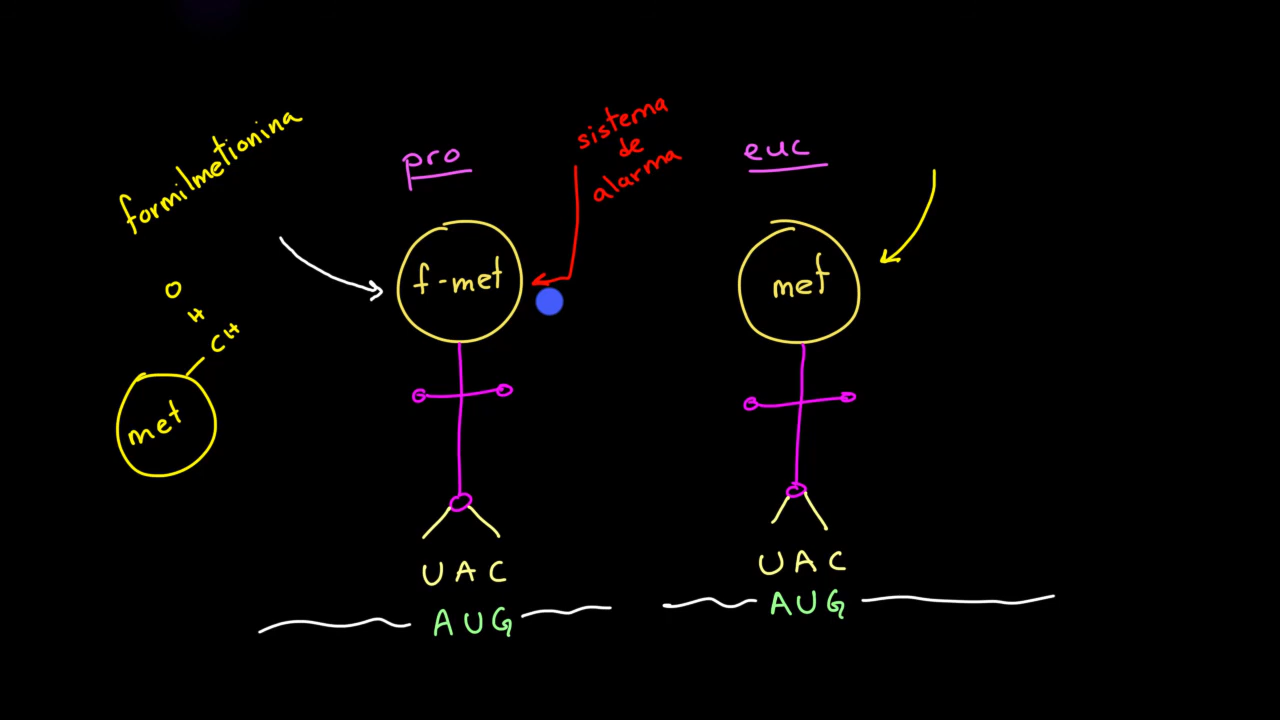 formilmetionina
pro
sistema
de
alarma
euc
f-met
met
O
H
CH
met
UAC
AUG
UAC
AUG